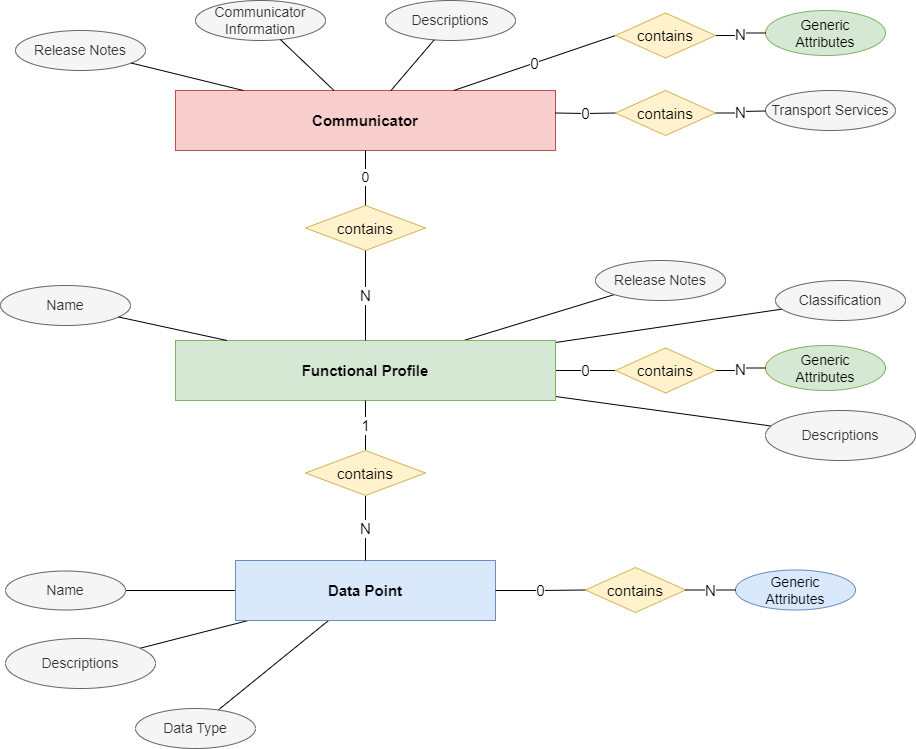 Communicator
Information
Descriptions
Generic
Attributes
Release Notes
contains
N
0
Communicator
0
contains
N
Transport Services
0
contains
N
Release Notes
Name
Classification
Functional Profile
0
contains
N
Generic
Attributes
1
Descriptions
contains
N
Name
Data Point
0
contains
N
Generic
Attributes
Descriptions
Data Type